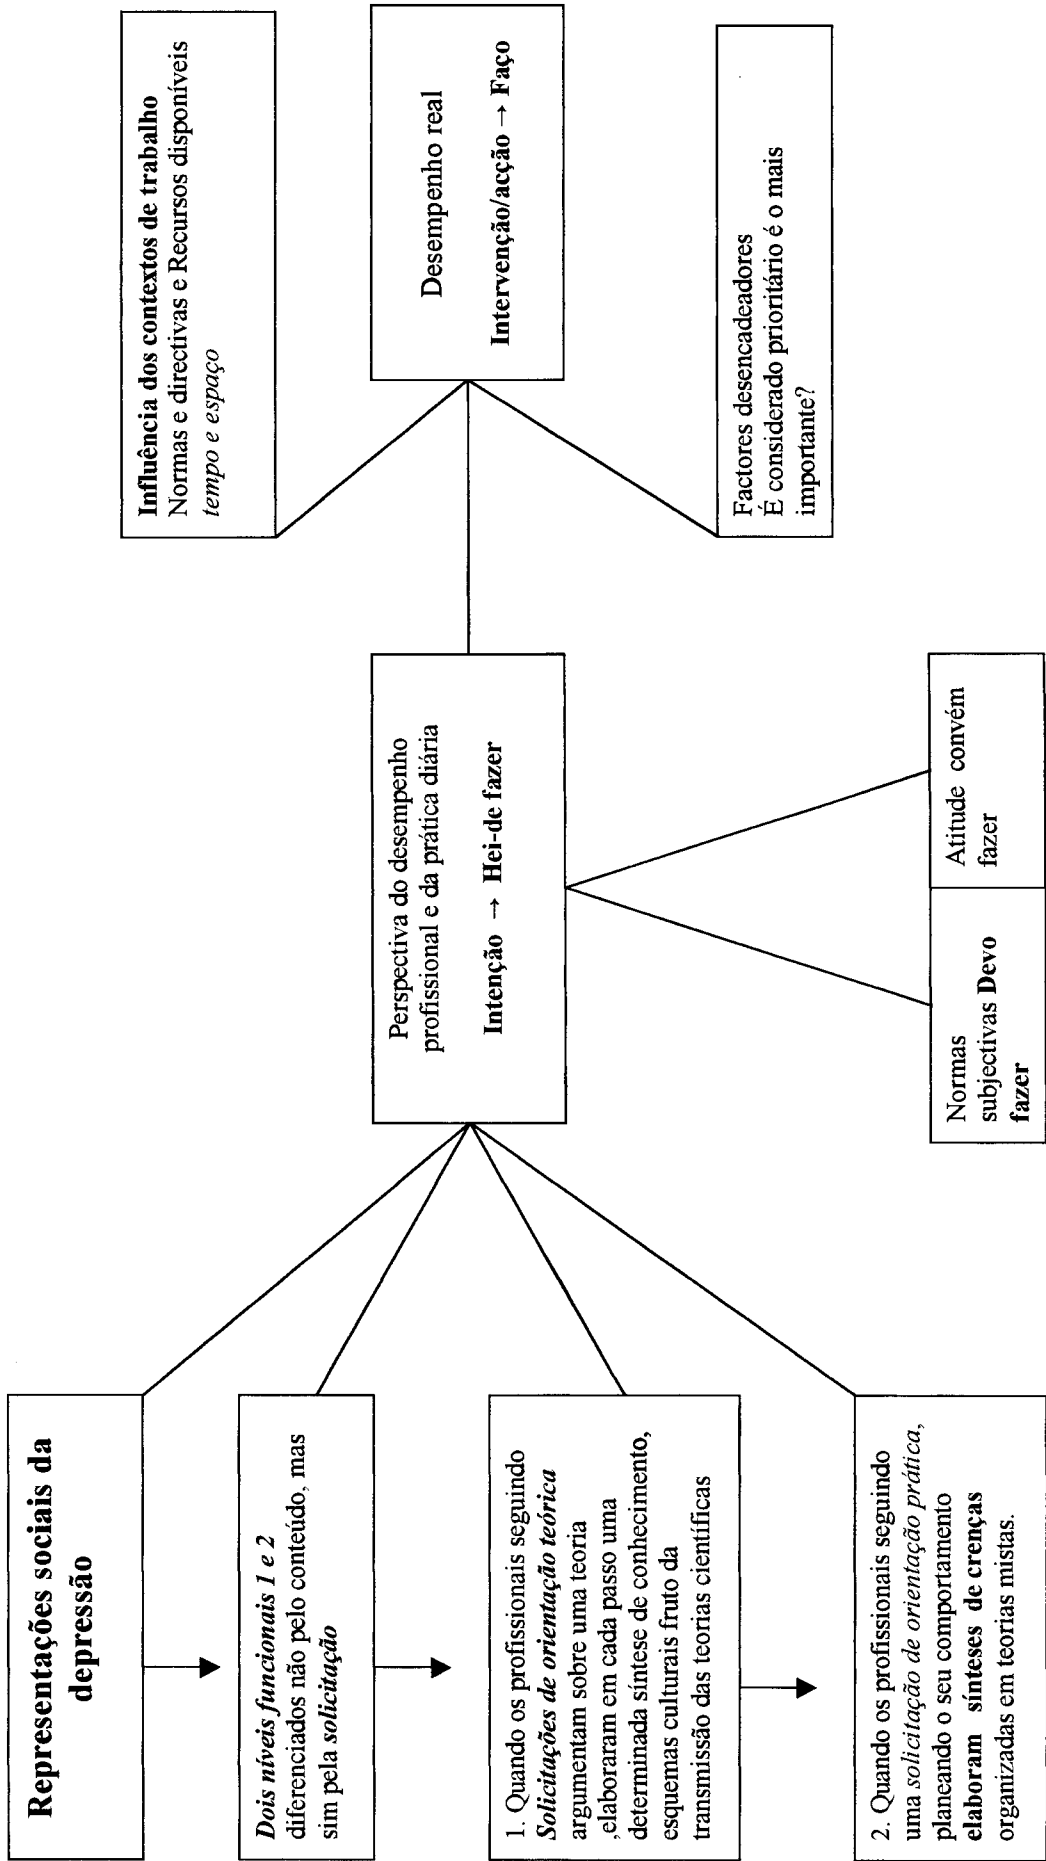 Representações sociais da
depressão
Dois níveis funcionais 1 e 2
diferenciados não pelo conteúdo, mas
sim pela solicitação
1. Quando os profissionais seguindo
Solicitações de orientação teórica
argumentam sobre uma teoria
,elaboraram em cada passo uma
determinada síntese de conhecimento,
esquemas culturais fruto da
transmissão das teorias científicas
2. Quando os profissionais seguindo
uma solicitação de orientação prática,
planeando o seu comportamento
elaboram sínteses de crenças
organizadas em teorias mistas.
Perspectiva do desempenho
profissional e da prática diária
Intenção → Hei-de fazer
Normas
subjectivas Devo
fazer
Atitude convém
fazer
Influência dos contextos de trabalho
Normas e directivas e Recursos disponíveis
tempo e espaço
Desempenho real
Intervenção/acção → Faço
Factores desencadeadores
É considerado prioritário é o mais
importante?